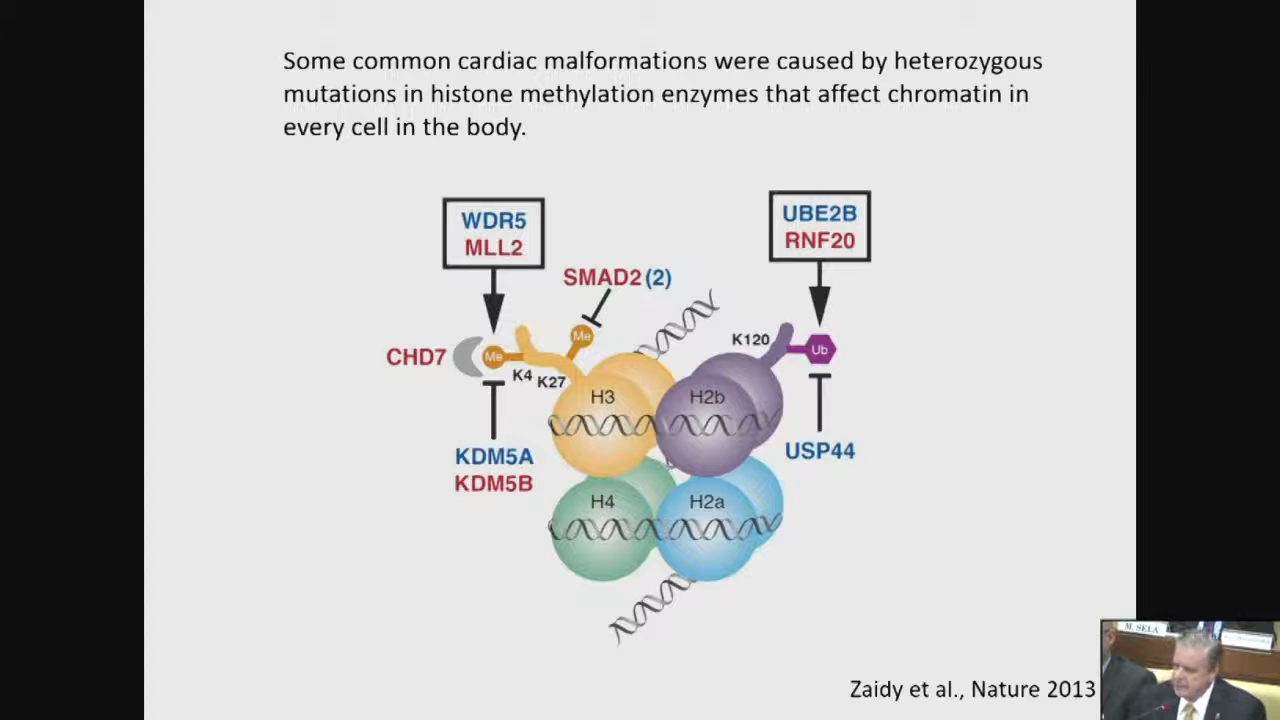 Some common cardiac malformations were caused by heterozygous
mutations in histone methylation enzymes that affect chromatin in
every cell in the body.
WDR5
MLL2
UBE2B
RNF20
SMAD2 (2)
CHD7
Me
Me
K4
K27
K120
Ub
H3
H2b
KDM5A
KDM5B
USP44
H4
H2a
M. SELA
Zaidy et al., Nature 2013